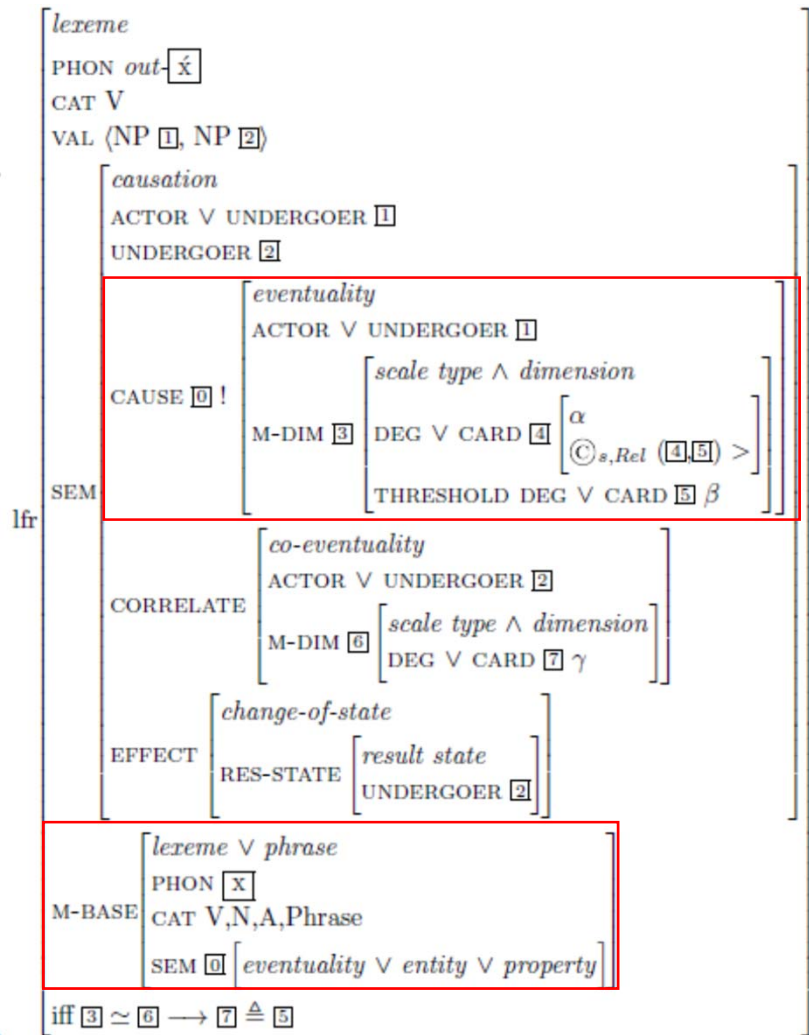 lexeme
PHON out-x́
CAT V
VAL ⟨NP 1, NP 2⟩
causation
ACTOR ∨ UNDERGOER 1
UNDERGOER 2
eventuality
ACTOR ∨ UNDERGOER 1
scale type ∧ dimension
CAUSE 0 !
α
M-DIM 3 DEG ∨ CARD 4
Ⓒs,Rel (4,5) >
THRESHOLD DEG ∨ CARD 5 β
SEM
lfr
co-eventuality
ACTOR ∨ UNDERGOER 2
CORRELATE
scale type ∧ dimension
M-DIM 6
DEG ∨ CARD 7 γ
change-of-state
EFFECT
result state
RES-STATE
UNDERGOER 2
lexeme ∨ phrase
PHON x
M-BASE
CAT V,N,A,Phrase
SEM 0 [eventuality ∨ entity ∨ property]
iff 3 ≃ 6 ⟶ 7 ≜ 5